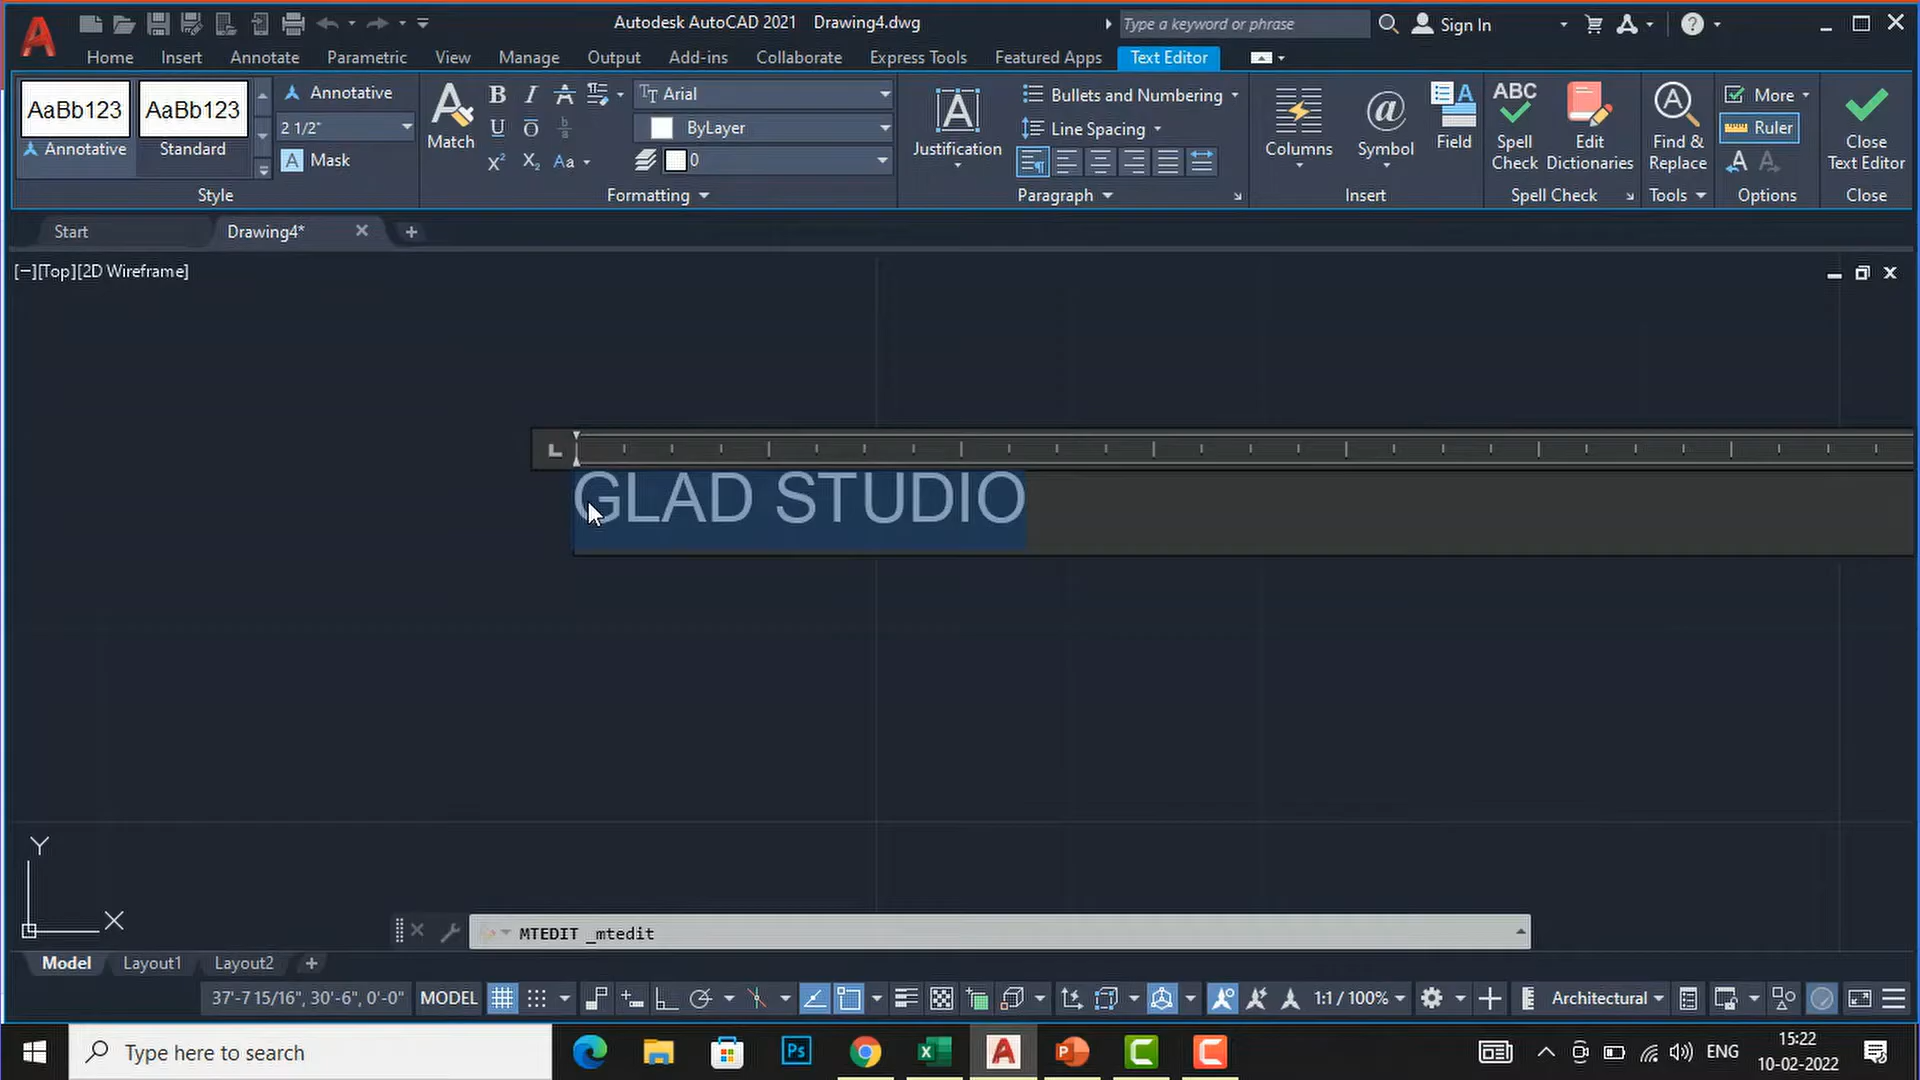 Autodesk AutoCAD 2021 Drawing4.dwg
Type a keyword or phrase
Sign In
Home Insert Annotate Parametric View Manage Output Add-ins Collaborate Express Tools Featured Apps Text Editor
AaBb123
Annotative
AaBb123
Standard
Annotative
2 1/2"
A Mask
Style
Match
B I A
U O b/a
X² X₂ Aa
Arial
ByLayer
0
Formatting
Justification
Bullets and Numbering
Line Spacing
Paragraph
Columns
Symbol
Field
Insert
ABC
Spell Check
Edit Dictionaries
Spell Check
Find & Replace
Tools
More
Ruler
Options
Close Text Editor
Close
Start
Drawing4*
[−][Top][2D Wireframe]
GLAD STUDIO
Y
X
MTEDIT _mtedit
Model Layout1 Layout2
37'-7 15/16", 30'-6", 0'-0" MODEL 1:1 / 100% Architectural
Type here to search
Ps
ENG
15:22
10-02-2022